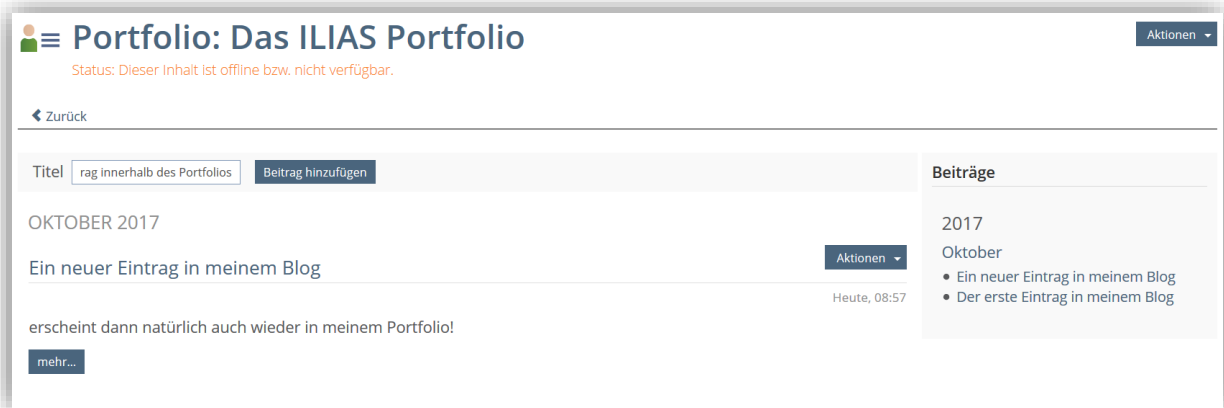 Portfolio: Das ILIAS Portfolio
Aktionen
Status: Dieser Inhalt ist offline bzw. nicht verfügbar.
Zurück
Titel rag innerhalb des Portfolios Beitrag hinzufügen
OKTOBER 2017
Ein neuer Eintrag in meinem Blog
Aktionen
Heute, 08:57
erscheint dann natürlich auch wieder in meinem Portfolio!
mehr...
Beiträge
2017
Oktober
Ein neuer Eintrag in meinem Blog
Der erste Eintrag in meinem Blog